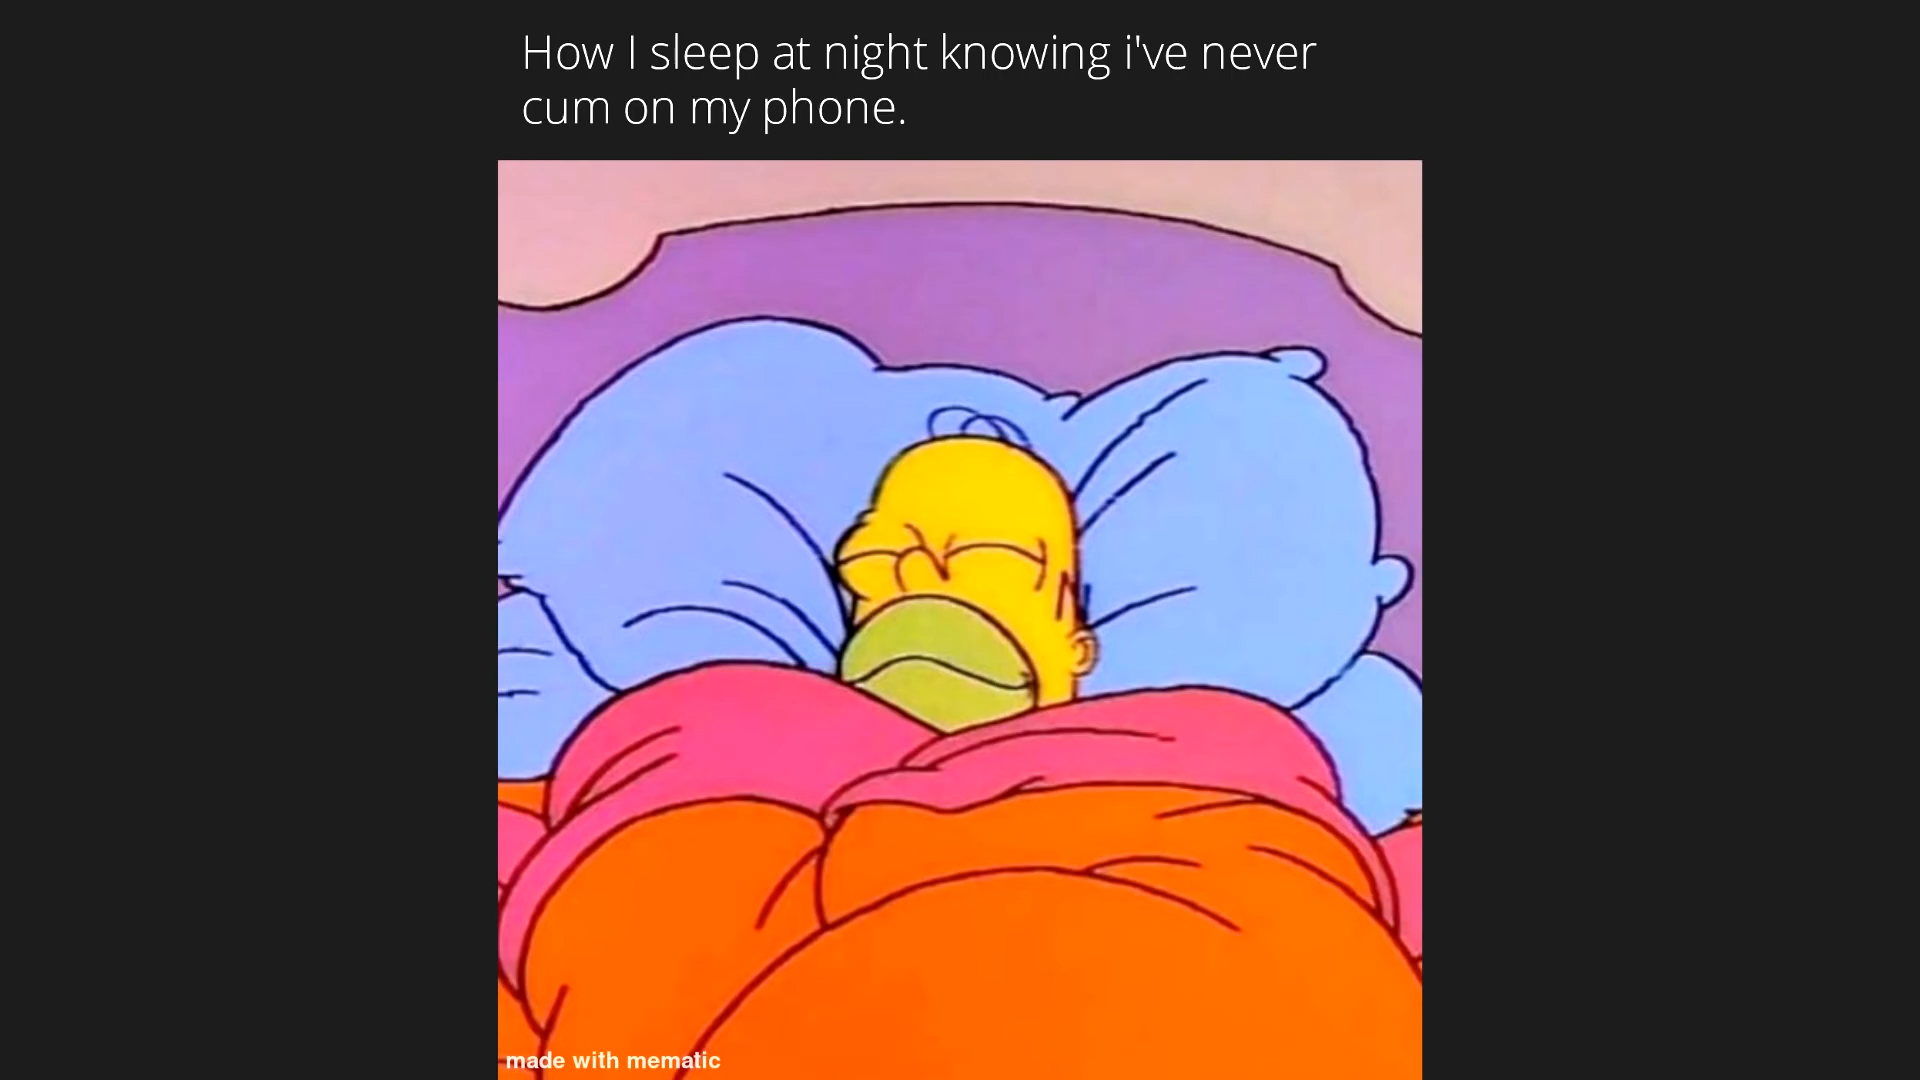 How I sleep at night knowing i've never
cum on my phone.
made with mematic